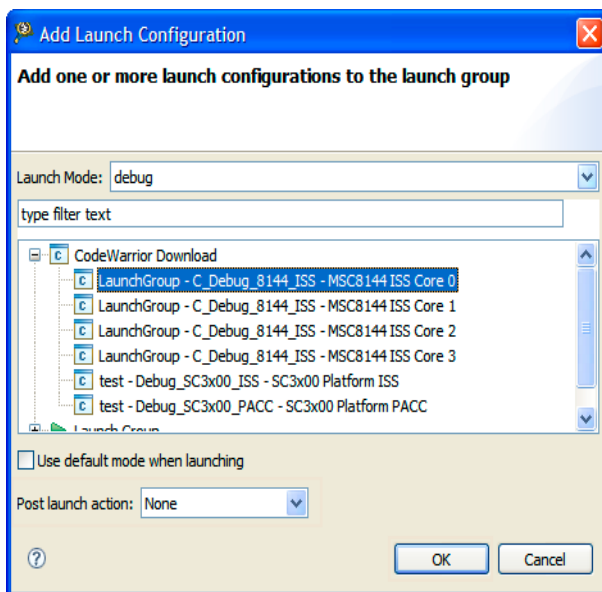 Add Launch Configuration
Add one or more launch configurations to the launch group
Launch Mode: debug
type filter text
CodeWarrior Download
LaunchGroup - C_Debug_8144_ISS - MSC8144 ISS Core 0
LaunchGroup - C_Debug_8144_ISS - MSC8144 ISS Core 1
LaunchGroup - C_Debug_8144_ISS - MSC8144 ISS Core 2
LaunchGroup - C_Debug_8144_ISS - MSC8144 ISS Core 3
test - Debug_SC3x00_ISS - SC3x00 Platform ISS
test - Debug_SC3x00_PACC - SC3x00 Platform PACC
Launch Group
Use default mode when launching
Post launch action: None
OK Cancel